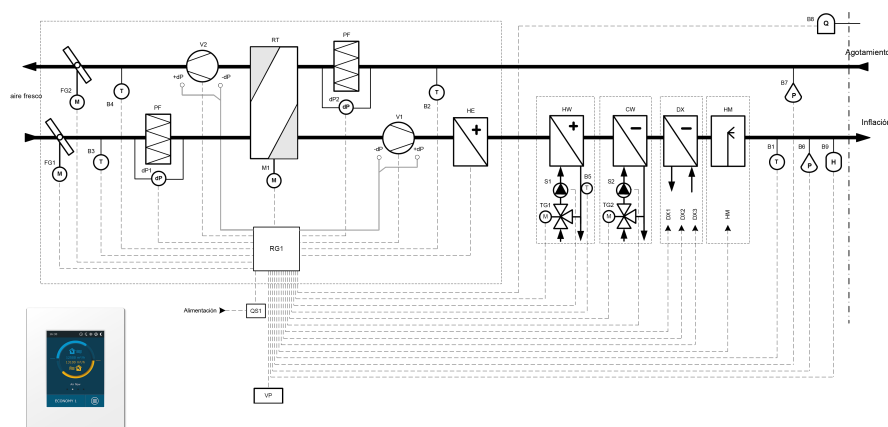 B8
Q
V2
RT
PF
Agotamiento
+dP
-dP
FG2
M
T
B4
aire fresco
dP2
dP
T
B2
B7
P
PF
V1
HE
HW
CW
DX
HM
Inflación
+
+
−
−
FG1
M
B3
T
dP1
dP
M1
M
-dP
+dP
S1
B5
T
S2
B1
T
B6
P
B9
H
TG1
M
TG2
M
DX1
DX2
DX3
HM
RG1
Alimentación
QS1
VP
ECONOMY 1